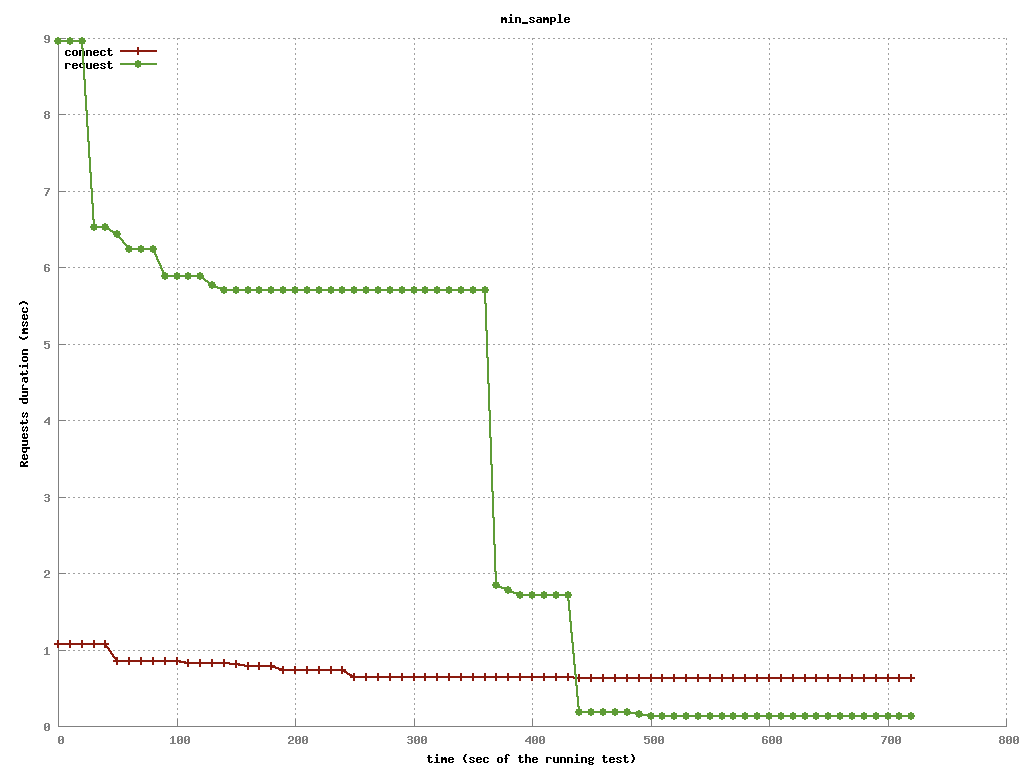 min_sample
connect
request
9
8
7
6
5
4
3
2
1
0
Requests duration (msec)
0 100 200 300 400 500 600 700 800
time (sec of the running test)